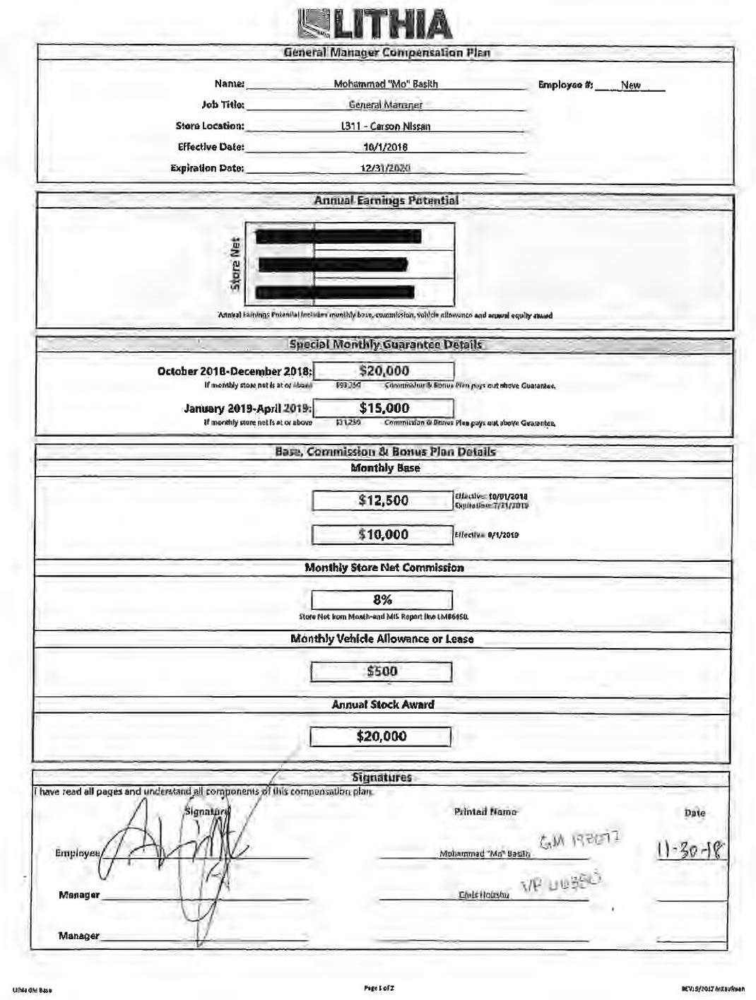 LITHIA
General Manager Compensation Plan
Name: Mohammad "Mo" Basith Employee #: New
Job Title: General Manager
Store Location: L311 - Carson Nissan
Effective Date: 10/1/2018
Expiration Date: 12/31/2020
Annual Earnings Potential
Store Net
Annual Earnings Potential includes monthly base, commission, vehicle allowance and annual equity award
Special Monthly Guarantee Details
October 2018-December 2018: $20,000
If monthly store net is at or above $93,250 Commission & Bonus Plan pays out above Guarantee.
January 2019-April 2019: $15,000
If monthly store net is at or above $31,250 Commission & Bonus Plan pays out above Guarantee.
Base, Commission & Bonus Plan Details
Monthly Base
$12,500 Effective: 10/01/2018
Expiration: 7/31/2019
$10,000 Effective: 8/1/2019
Monthly Store Net Commission
8%
Store Net from Month-end MIS Report line LM86450.
Monthly Vehicle Allowance or Lease
$500
Annual Stock Award
$20,000
Signatures
I have read all pages and understand all components of this compensation plan.
Signature Printed Name Date
Employee Mohammad "Mo" Basith GM 11-30-18
Manager Chris VP
Manager
Lithia GM Base Page 1 of 2 REV: 9/2017